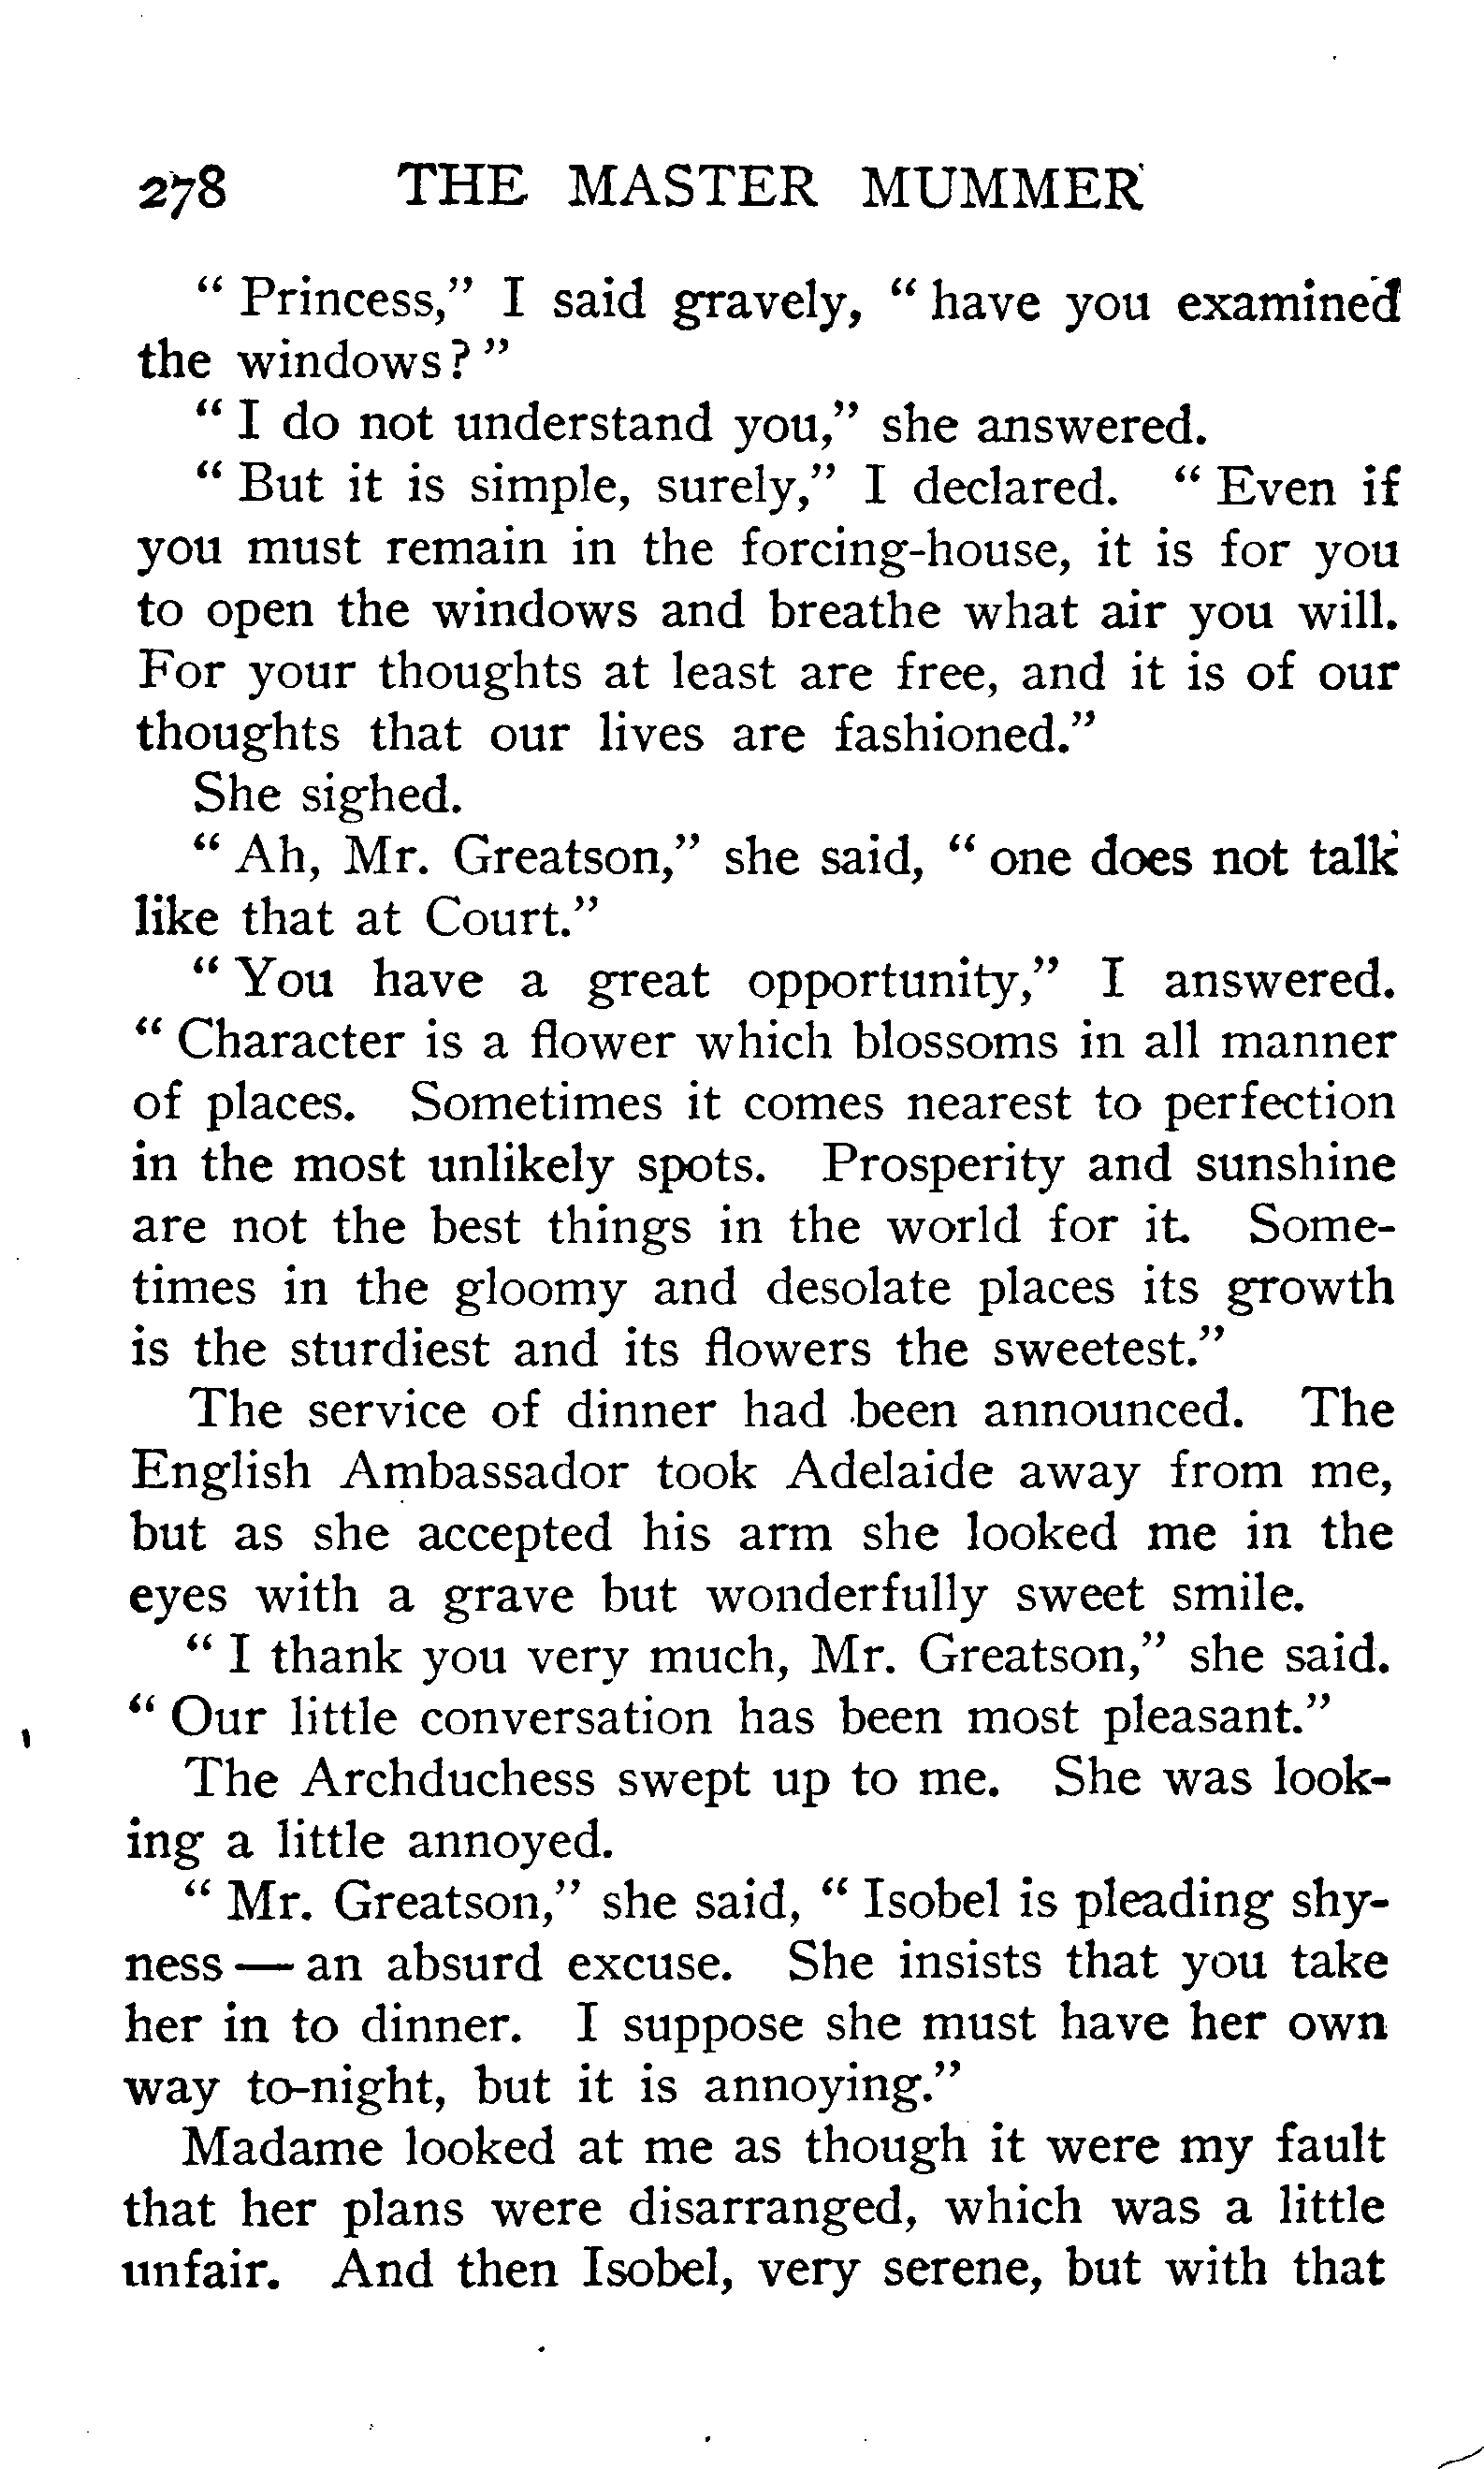 278 THE MASTER MUMMER
" Princess," I said gravely, " have you examined
the windows? "
" I do not understand you," she answered.
" But it is simple, surely," I declared. " Even if
you must remain in the forcing-house, it is for you
to open the windows and breathe what air you will.
For your thoughts at least are free, and it is of our
thoughts that our lives are fashioned."
She sighed.
" Ah, Mr. Greatson," she said, " one does not talk
like that at Court."
" You have a great opportunity," I answered.
" Character is a flower which blossoms in all manner
of places. Sometimes it comes nearest to perfection
in the most unlikely spots. Prosperity and sunshine
are not the best things in the world for it. Some-
times in the gloomy and desolate places its growth
is the sturdiest and its flowers the sweetest."
The service of dinner had been announced. The
English Ambassador took Adelaide away from me,
but as she accepted his arm she looked me in the
eyes with a grave but wonderfully sweet smile.
" I thank you very much, Mr. Greatson," she said.
" Our little conversation has been most pleasant."
The Archduchess swept up to me. She was look-
ing a little annoyed.
" Mr. Greatson," she said, " Isobel is pleading shy-
ness — an absurd excuse. She insists that you take
her in to dinner. I suppose she must have her own
way to-night, but it is annoying."
Madame looked at me as though it were my fault
that her plans were disarranged, which was a little
unfair. And then Isobel, very serene, but with that